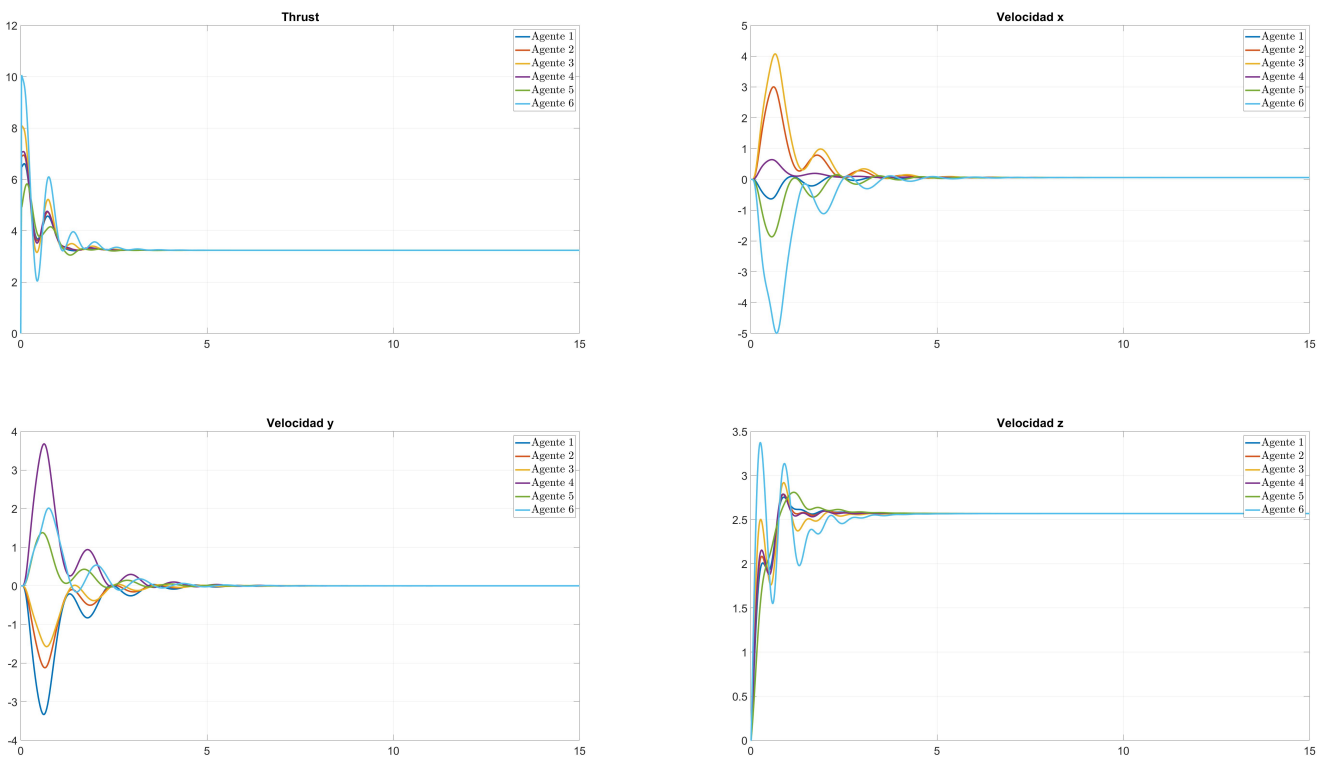 Thrust
12
10
8
6
4
2
0
0 5 10 15
Agente 1
Agente 2
Agente 3
Agente 4
Agente 5
Agente 6
Velocidad x
5
4
3
2
1
0
-1
-2
-3
-4
-5
0 5 10 15
Agente 1
Agente 2
Agente 3
Agente 4
Agente 5
Agente 6
Velocidad y
4
3
2
1
0
-1
-2
-3
-4
0 5 10 15
Agente 1
Agente 2
Agente 3
Agente 4
Agente 5
Agente 6
Velocidad z
3.5
3
2.5
2
1.5
1
0.5
0
0 5 10 15
Agente 1
Agente 2
Agente 3
Agente 4
Agente 5
Agente 6